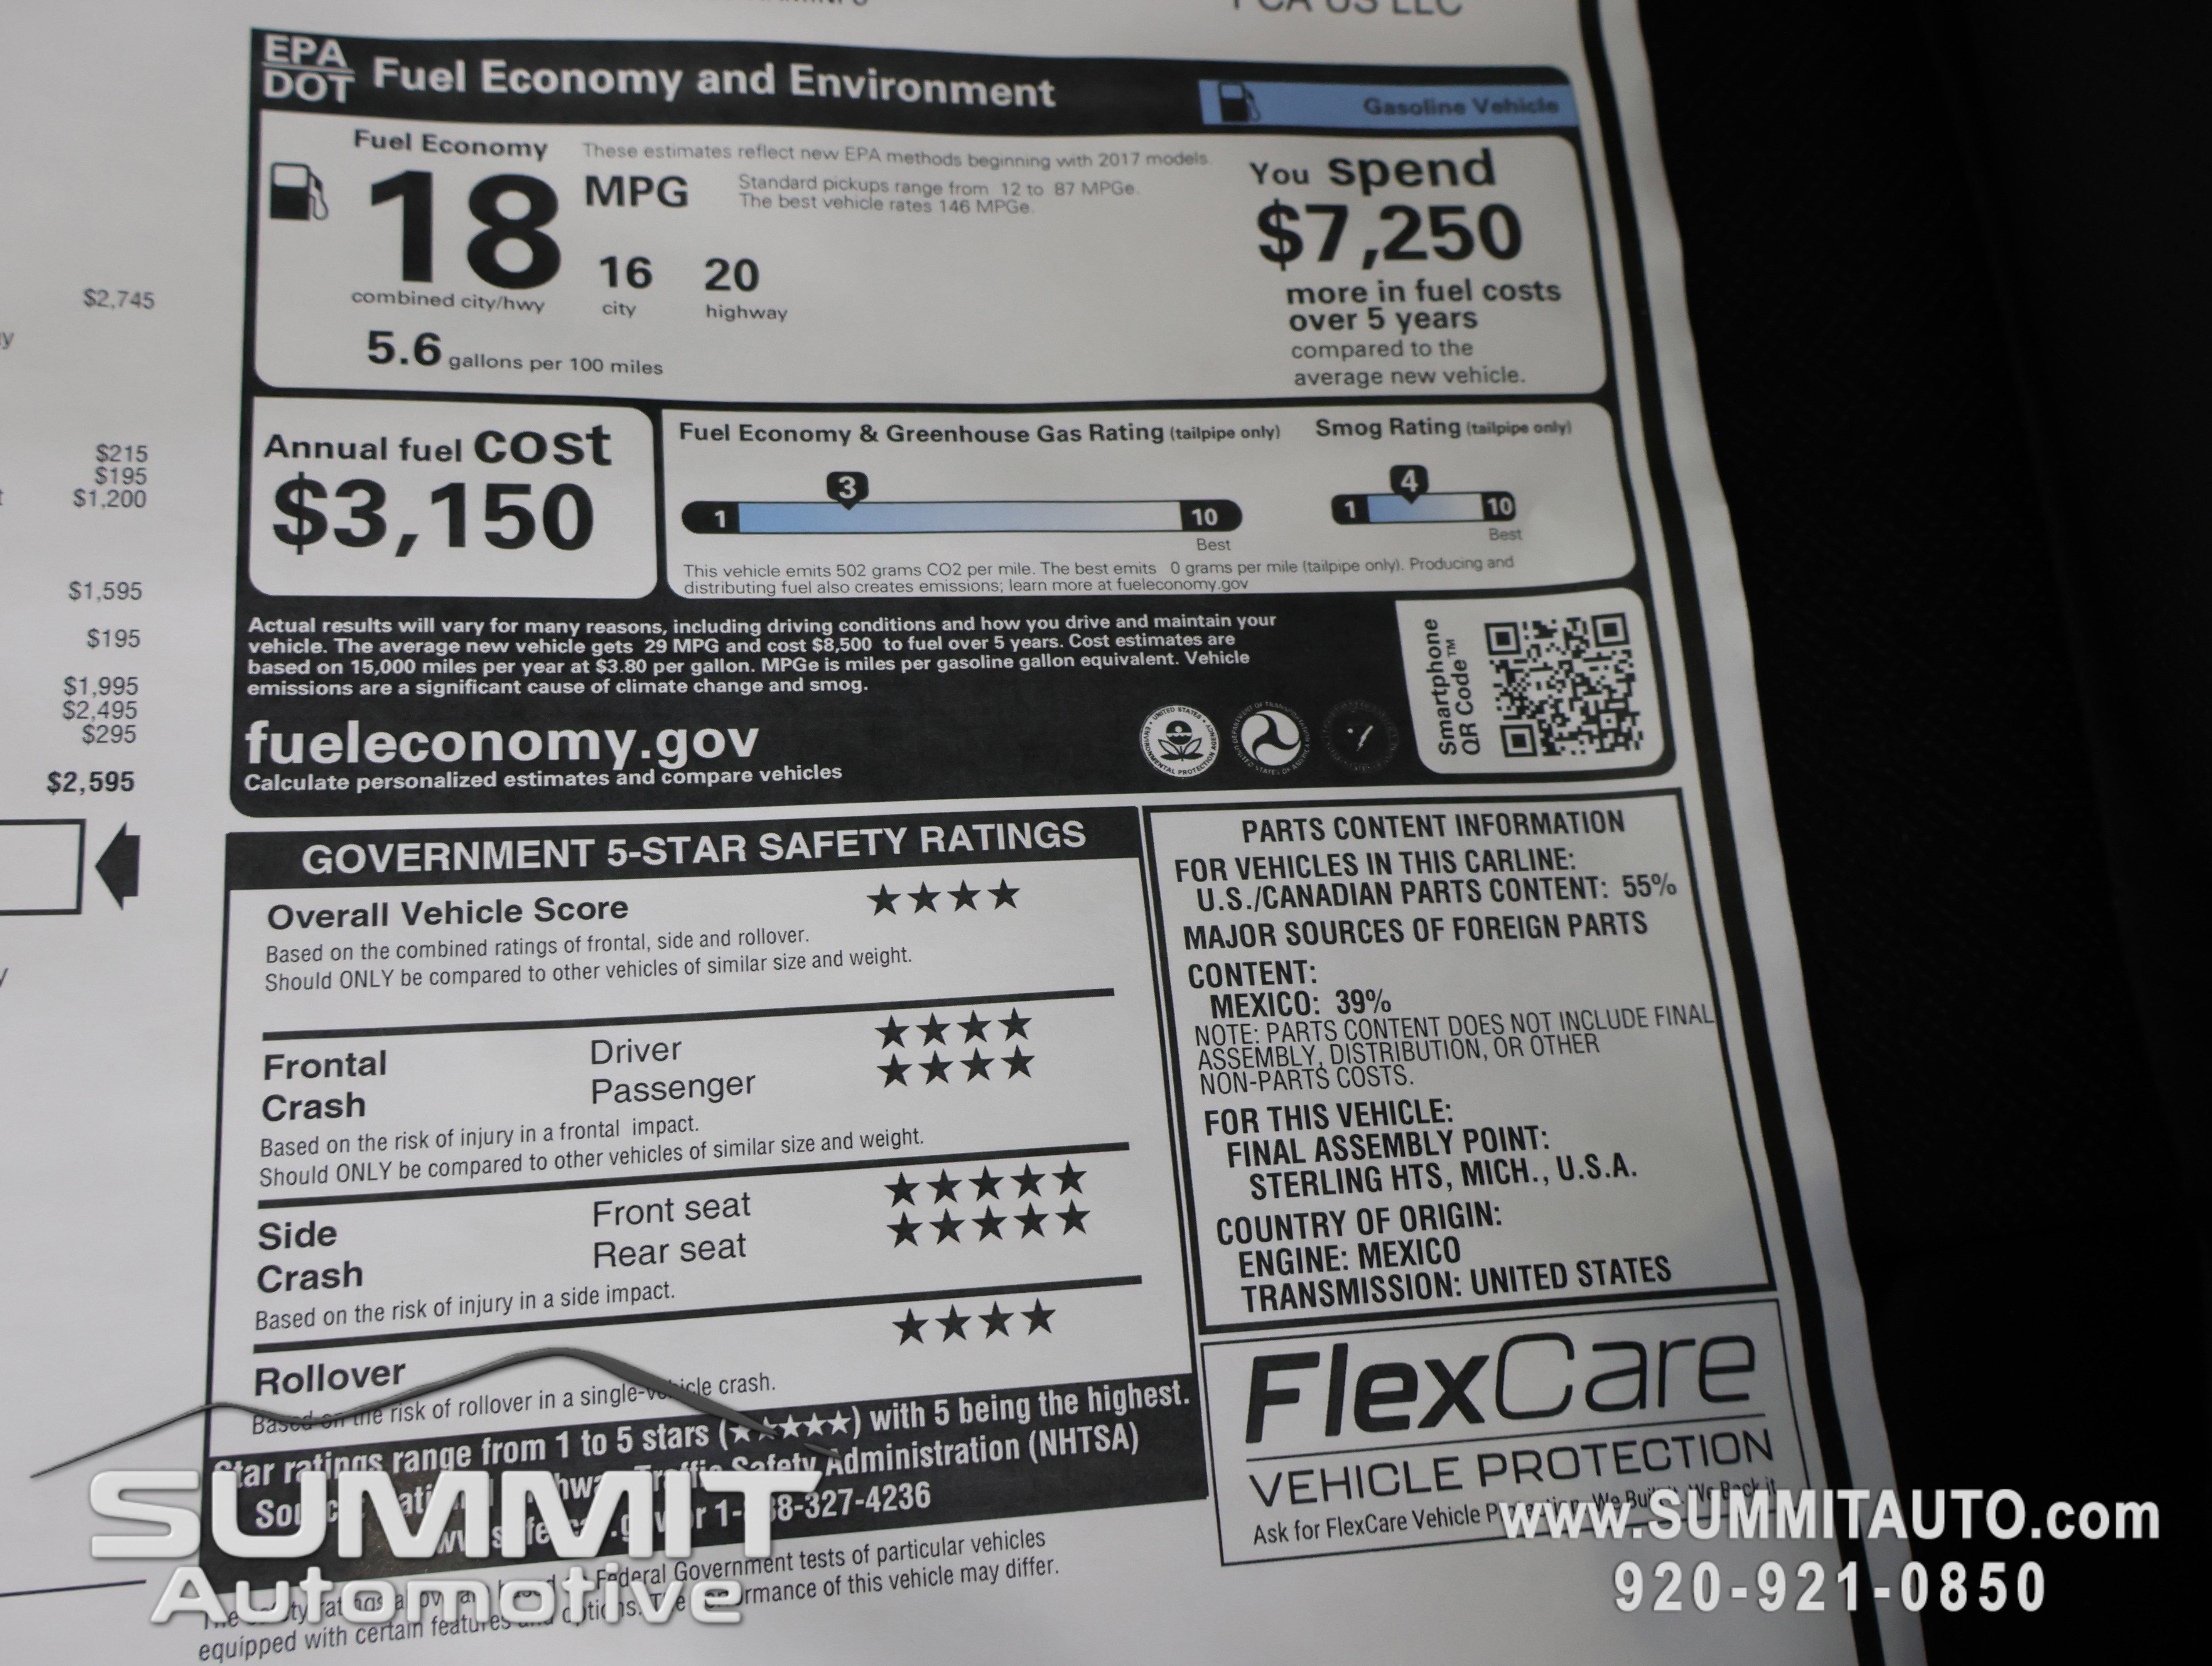 FCA US LLC
EPA
DOT Fuel Economy and Environment
Gasoline Vehicle
Fuel Economy
These estimates reflect new EPA methods beginning with 2017 models.
18 MPG
Standard pickups range from 12 to 87 MPGe.
The best vehicle rates 146 MPGe.
16 20
combined city/hwy city highway
5.6 gallons per 100 miles
You spend
$7,250
more in fuel costs
over 5 years
compared to the
average new vehicle.
$2,745
$215
$195
$1,200
$1,595
$195
$1,995
$2,495
$295
$2,595
Annual fuel cost
$3,150
Fuel Economy & Greenhouse Gas Rating (tailpipe only)
3
1 10
Best
Smog Rating (tailpipe only)
4
1 10
Best
This vehicle emits 502 grams CO2 per mile. The best emits 0 grams per mile (tailpipe only). Producing and
distributing fuel also creates emissions; learn more at fueleconomy.gov
Actual results will vary for many reasons, including driving conditions and how you drive and maintain your
vehicle. The average new vehicle gets 29 MPG and cost $8,500 to fuel over 5 years. Cost estimates are
based on 15,000 miles per year at $3.80 per gallon. MPGe is miles per gasoline gallon equivalent. Vehicle
emissions are a significant cause of climate change and smog.
fueleconomy.gov
Calculate personalized estimates and compare vehicles
Smartphone
QR Code™
GOVERNMENT 5-STAR SAFETY RATINGS
Overall Vehicle Score ★★★★
Based on the combined ratings of frontal, side and rollover.
Should ONLY be compared to other vehicles of similar size and weight.
Frontal Driver ★★★★
Crash Passenger ★★★★
Based on the risk of injury in a frontal impact.
Should ONLY be compared to other vehicles of similar size and weight.
Side Front seat ★★★★★
Crash Rear seat ★★★★★
Based on the risk of injury in a side impact.
Rollover ★★★★
Based on the risk of rollover in a single-vehicle crash.
Star ratings range from 1 to 5 stars (★★★★★) with 5 being the highest.
Safety Administration (NHTSA)
327-4236
Federal Government tests of particular vehicles
equipped with certain features and options. The performance of this vehicle may differ.
PARTS CONTENT INFORMATION
FOR VEHICLES IN THIS CARLINE:
U.S./CANADIAN PARTS CONTENT: 55%
MAJOR SOURCES OF FOREIGN PARTS
CONTENT:
MEXICO: 39%
NOTE: PARTS CONTENT DOES NOT INCLUDE FINAL
ASSEMBLY, DISTRIBUTION, OR OTHER
NON-PARTS COSTS.
FOR THIS VEHICLE:
FINAL ASSEMBLY POINT:
STERLING HTS, MICH., U.S.A.
COUNTRY OF ORIGIN:
ENGINE: MEXICO
TRANSMISSION: UNITED STATES
FlexCare
VEHICLE PROTECTION
Ask for FlexCare Vehicle
SUMMIT
Automotive
www.SUMMITAUTO.com
920-921-0850